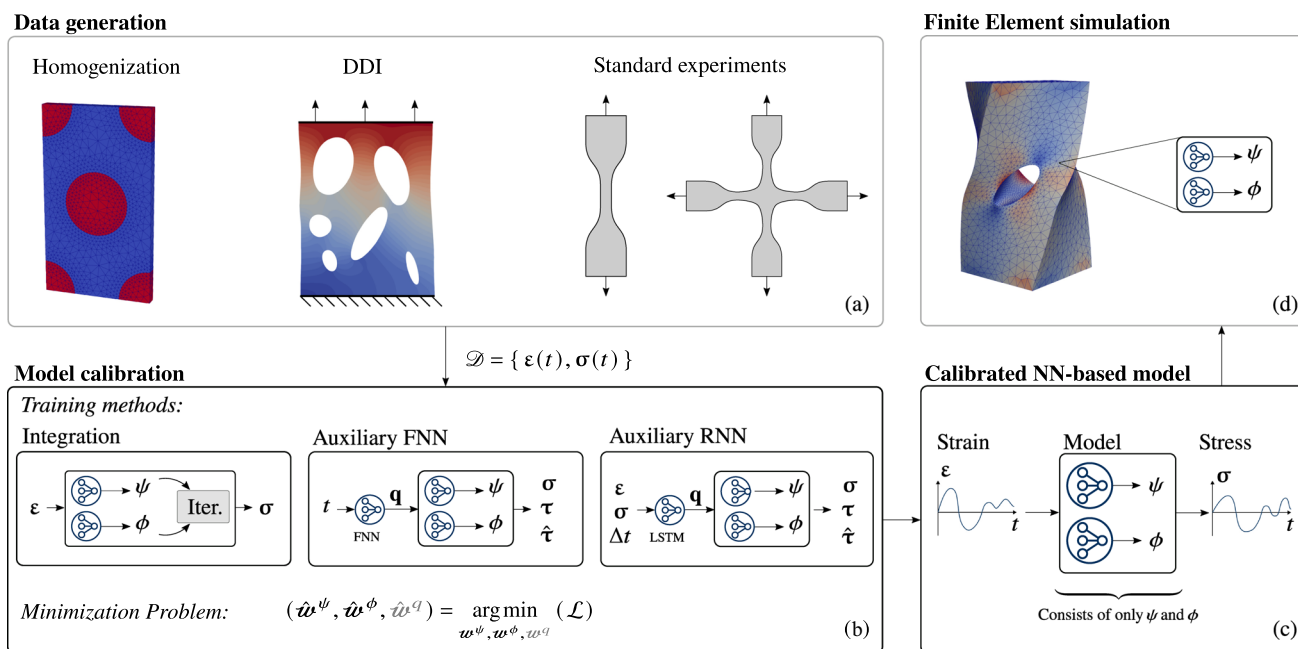 Data generation
Homogenization
DDI
Standard experiments
(a)
Finite Element simulation
ψ
ϕ
(d)
𝒟 = { ε(t), σ(t) }
Model calibration
Training methods:
Integration
ε
ψ
ϕ
Iter.
σ
Auxiliary FNN
t
FNN
q
ψ
ϕ
σ
τ
τ̂
Auxiliary RNN
ε
σ
Δt
LSTM
q
ψ
ϕ
σ
τ
τ̂
Minimization Problem: (ŵ^ψ, ŵ^ϕ, ŵ^q) = arg min (ℒ)
w^ψ, w^ϕ, w^q
(b)
Calibrated NN-based model
Strain
ε
t
Model
ψ
ϕ
Stress
σ
t
Consists of only ψ and ϕ
(c)